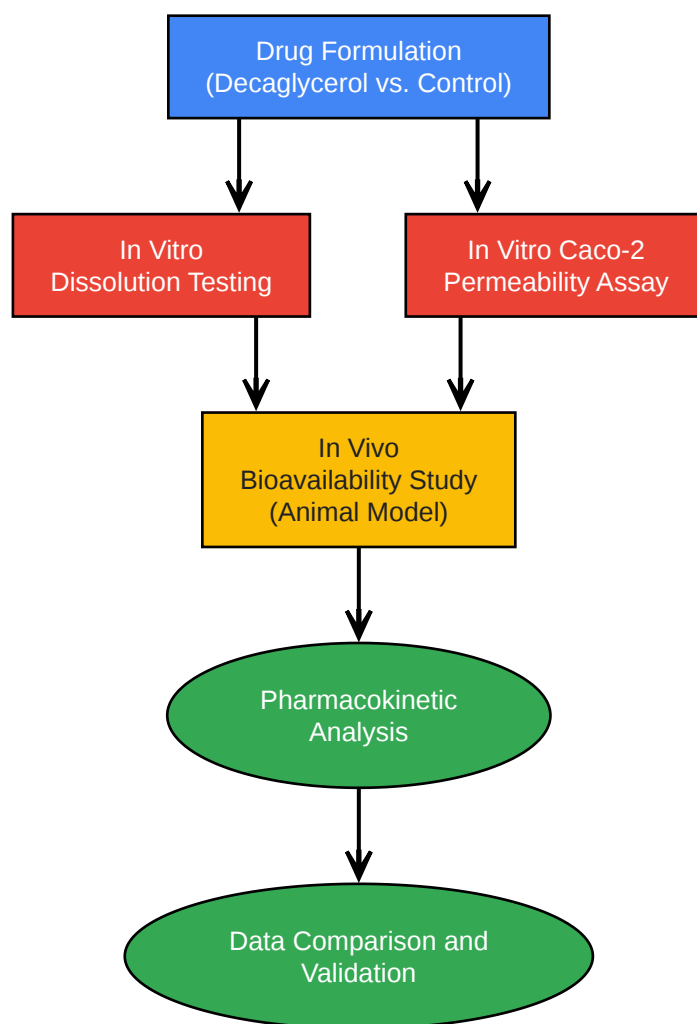 Drug Formulation
(Decaglycerol vs. Control)
In Vitro
Dissolution Testing
In Vitro Caco-2
Permeability Assay
In Vivo
Bioavailability Study
(Animal Model)
Pharmacokinetic
Analysis
Data Comparison and
Validation